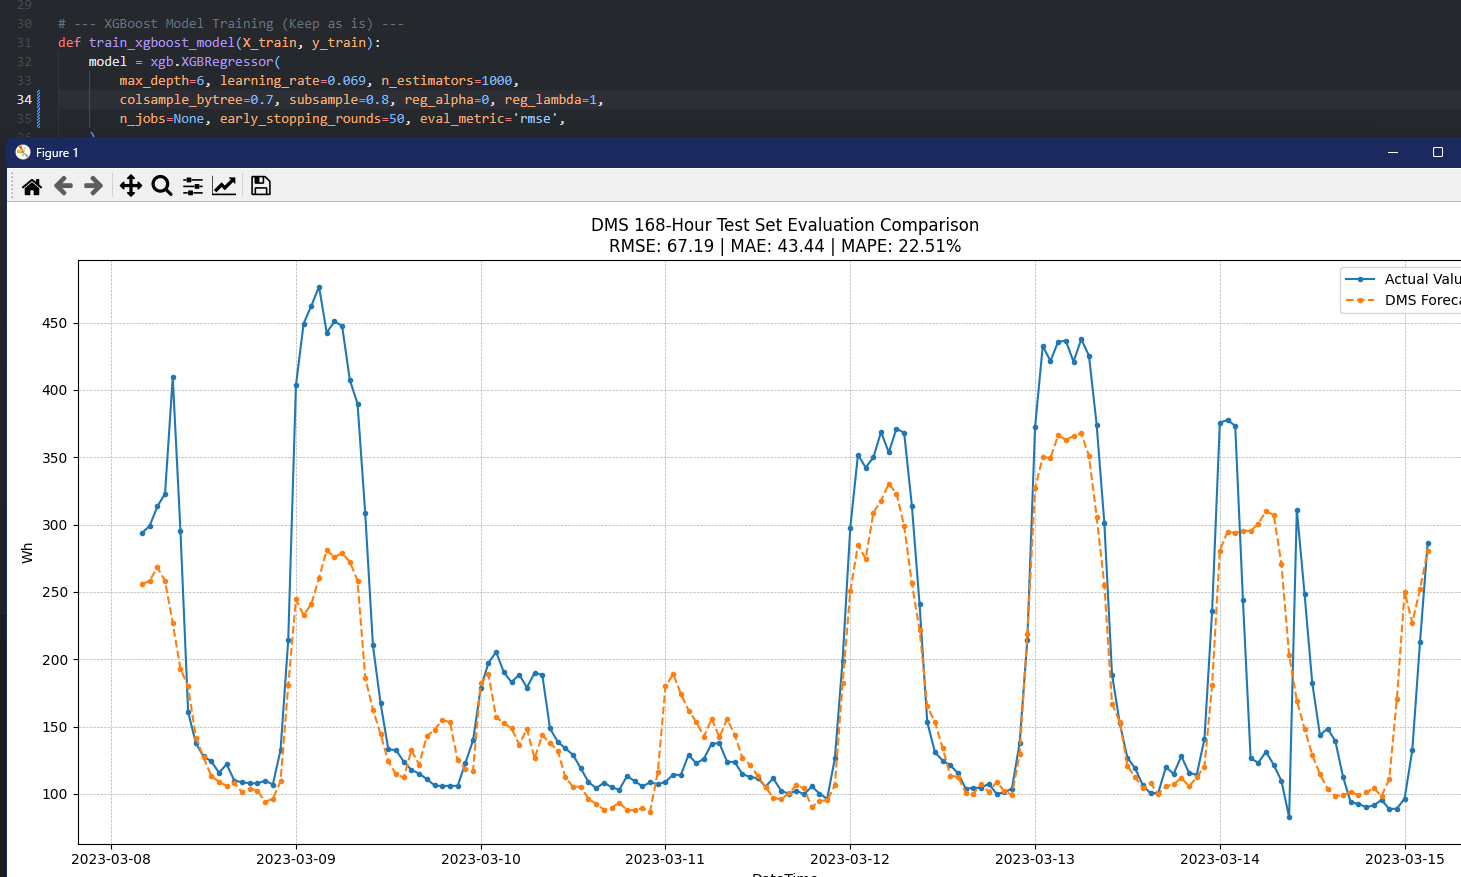 29
30 # --- XGBoost Model Training (Keep as is) ---
31 def train_xgboost_model(X_train, y_train):
32 model = xgb.XGBRegressor(
33 max_depth=6, learning_rate=0.069, n_estimators=1000,
34 colsample_bytree=0.7, subsample=0.8, reg_alpha=0, reg_lambda=1,
35 n_jobs=None, early_stopping_rounds=50, eval_metric='rmse',
Figure 1
DMS 168-Hour Test Set Evaluation Comparison
RMSE: 67.19 | MAE: 43.44 | MAPE: 22.51%
Actual Valu
DMS Foreca
450
400
350
300
250
200
150
100
Wh
2023-03-08 2023-03-09 2023-03-10 2023-03-11 2023-03-12 2023-03-13 2023-03-14 2023-03-15
DateTime